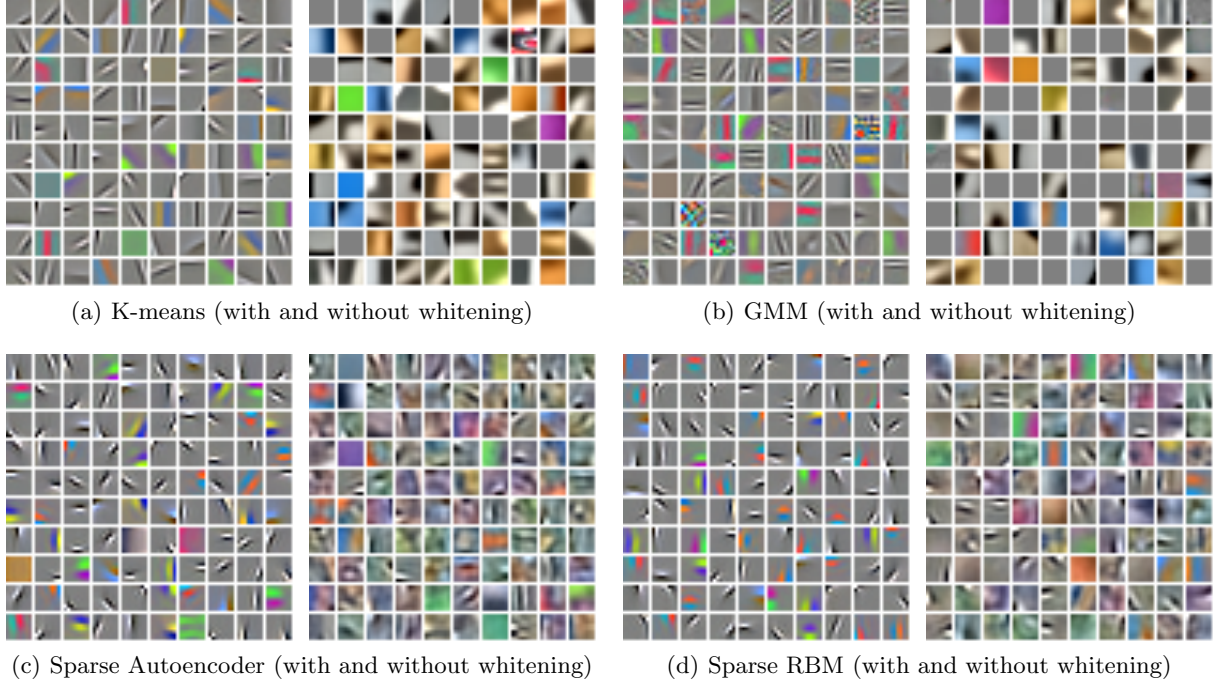 (a) K-means (with and without whitening)
(b) GMM (with and without whitening)
(c) Sparse Autoencoder (with and without whitening)
(d) Sparse RBM (with and without whitening)